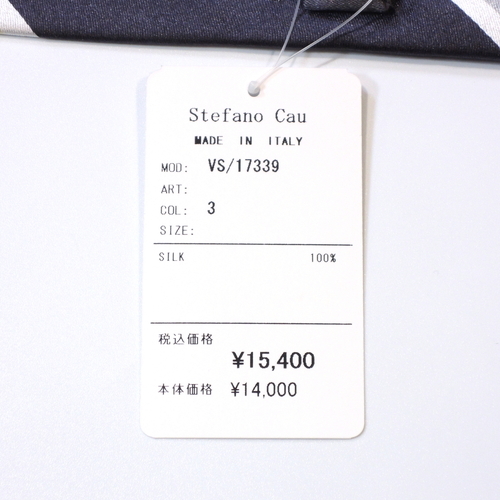 Stefano Cau
MADE IN ITALY
MOD: VS/17339
ART:
COL: 3
SIZE:
SILK 100%
税込価格
¥15,400
本体価格 ¥14,000